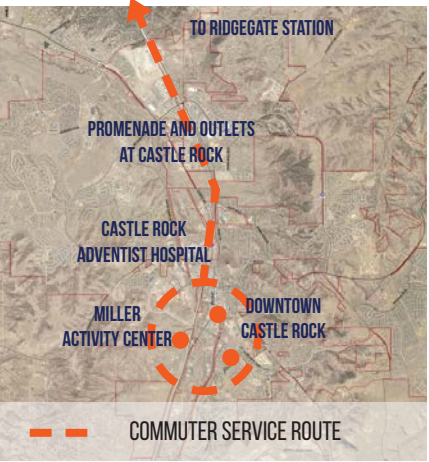 TO RIDGEGATE STATION
PROMENADE AND OUTLETS
AT CASTLE ROCK
CASTLE ROCK
ADVENTIST HOSPITAL
MILLER
ACTIVITY CENTER
DOWNTOWN
CASTLE ROCK
COMMUTER SERVICE ROUTE